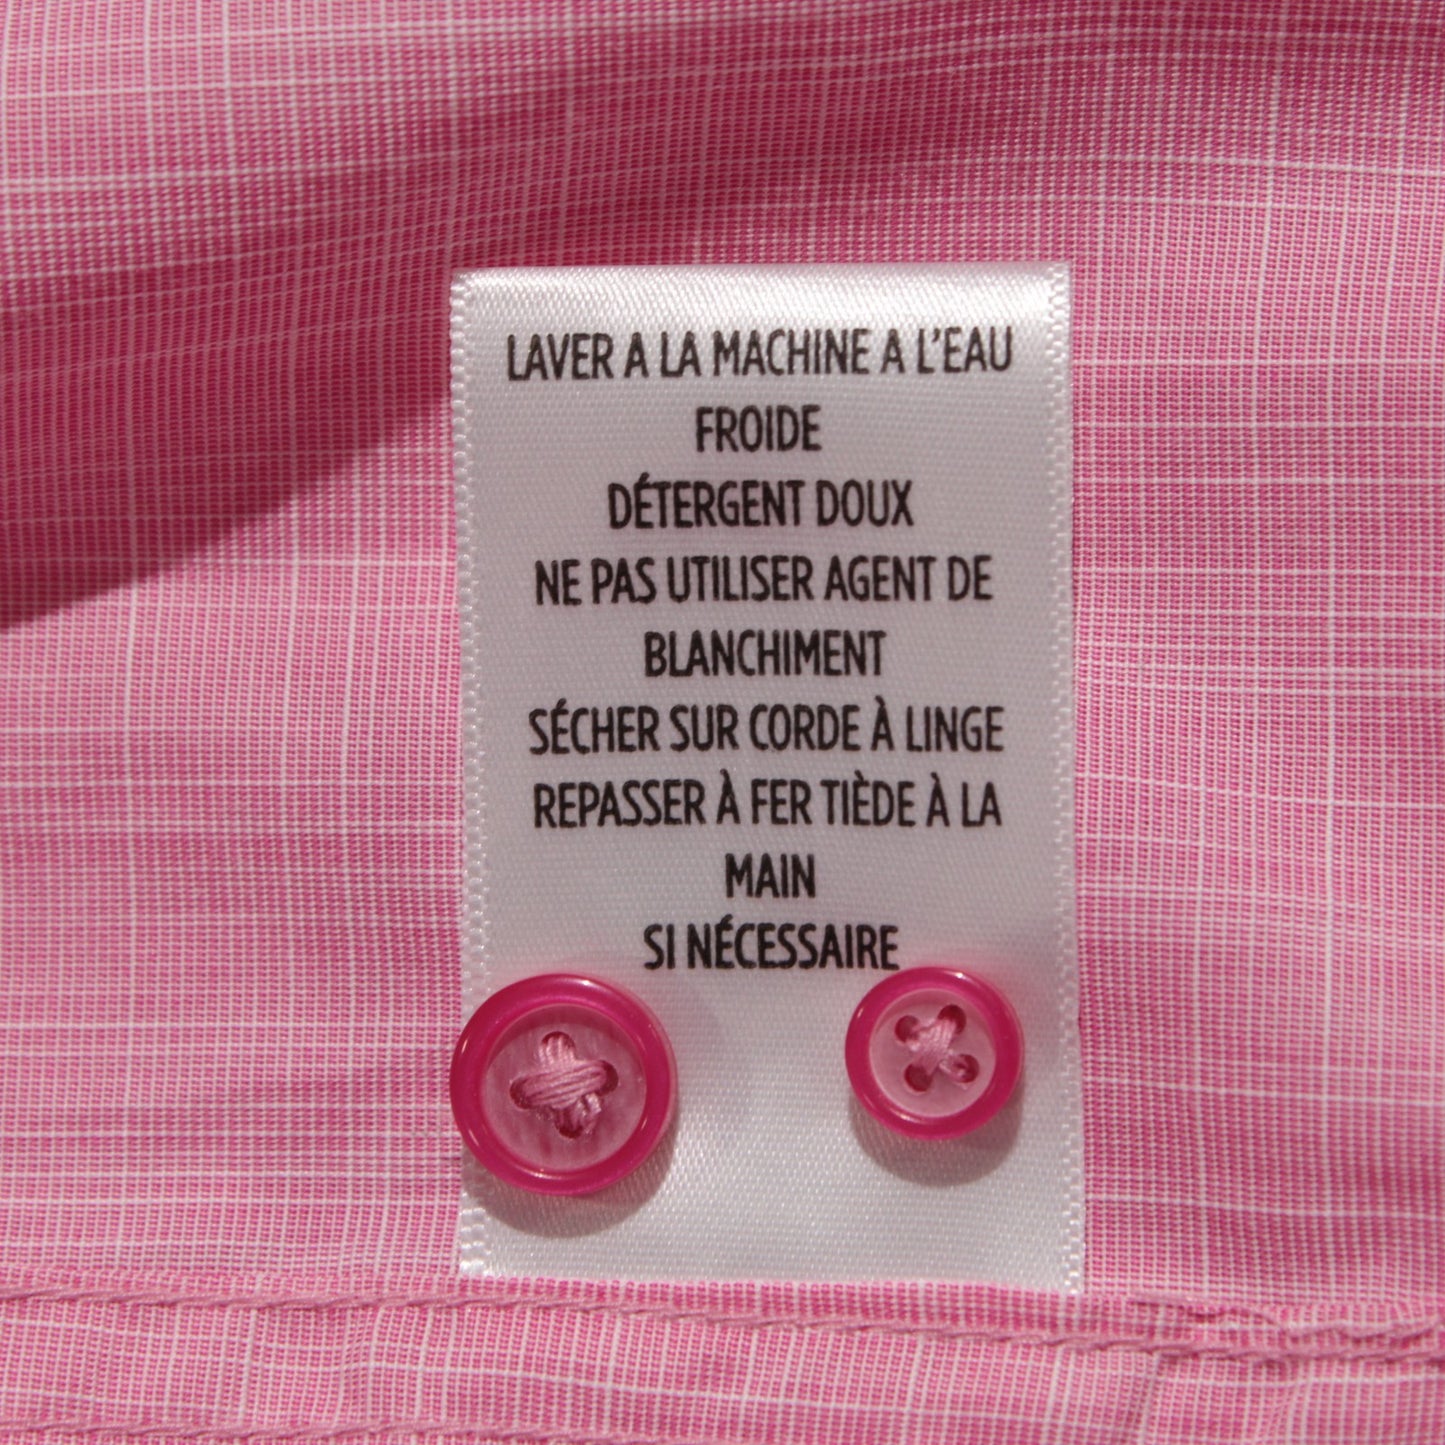 LAVER A LA MACHINE A L'EAU
FROIDE
DÉTERGENT DOUX
NE PAS UTILISER AGENT DE
BLANCHIMENT
SÉCHER SUR CORDE À LINGE
REPASSER À FER TIÈDE À LA
MAIN
SI NÉCESSAIRE